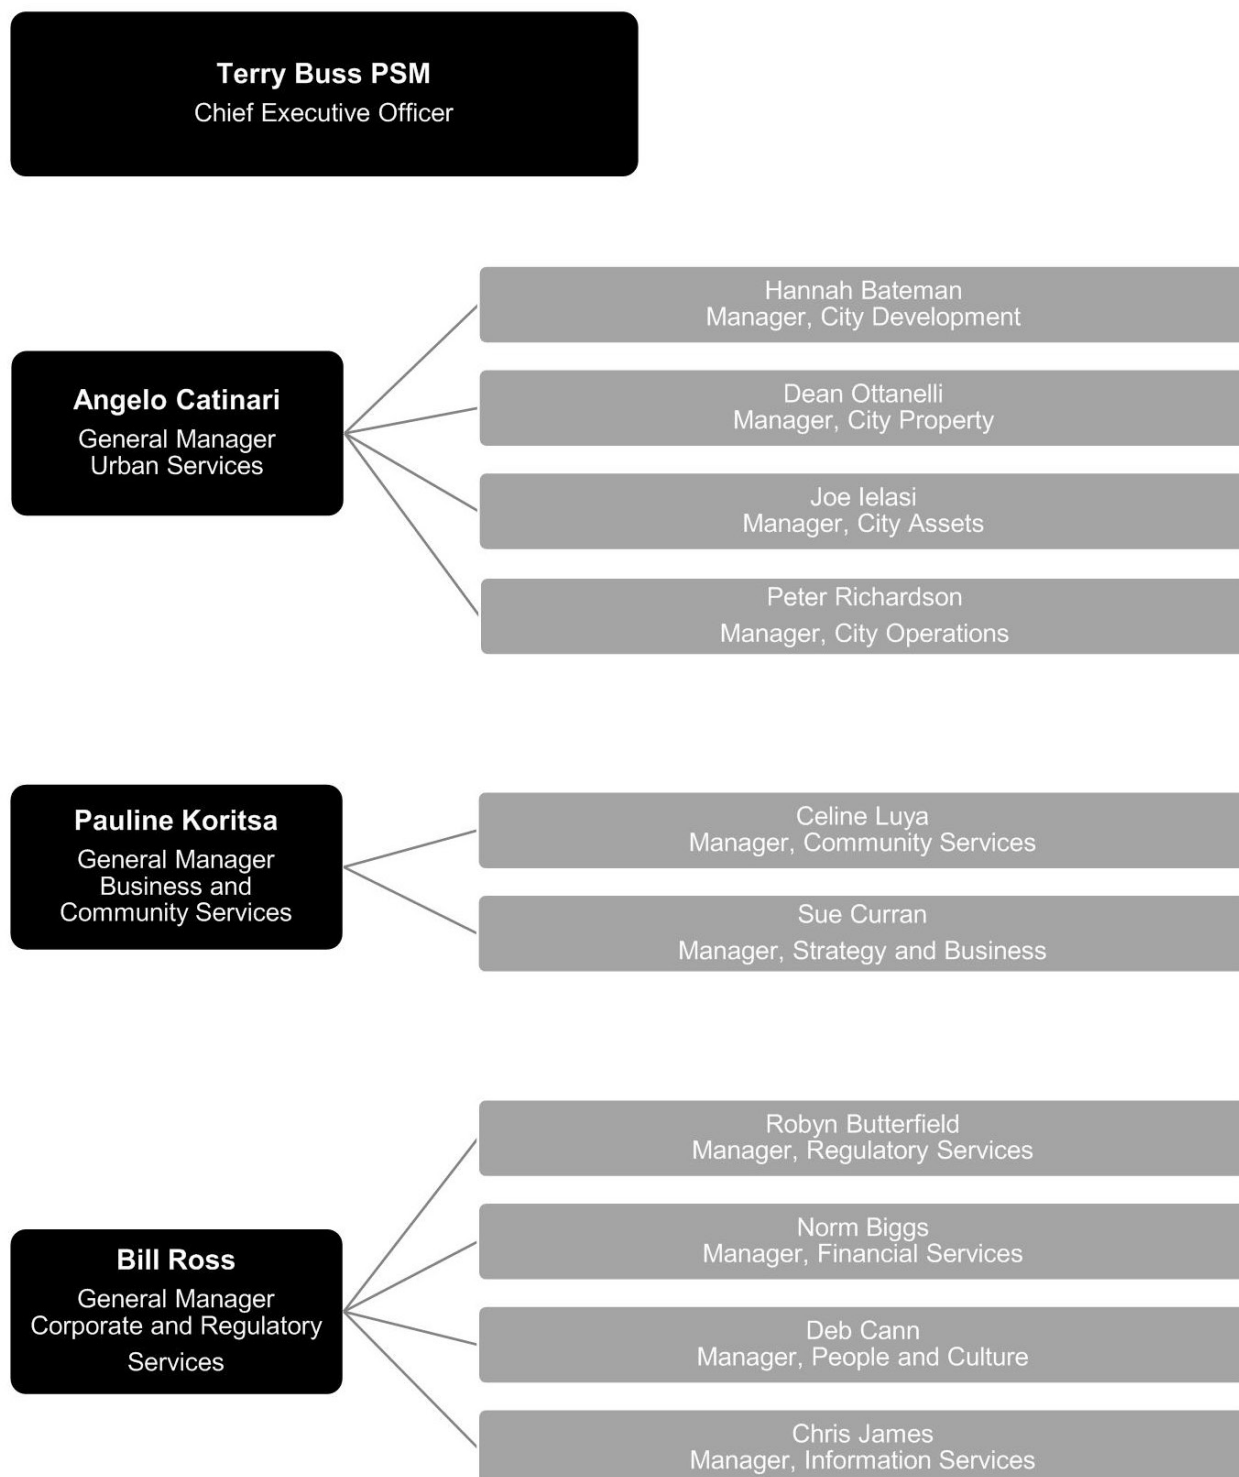 Terry Buss PSM
Chief Executive Officer
Angelo Catinari
General Manager
Urban Services
Hannah Bateman
Manager, City Development
Dean Ottanelli
Manager, City Property
Joe Ielasi
Manager, City Assets
Peter Richardson
Manager, City Operations
Pauline Koritsa
General Manager
Business and
Community Services
Celine Luya
Manager, Community Services
Sue Curran
Manager, Strategy and Business
Bill Ross
General Manager
Corporate and Regulatory
Services
Robyn Butterfield
Manager, Regulatory Services
Norm Biggs
Manager, Financial Services
Deb Cann
Manager, People and Culture
Chris James
Manager, Information Services